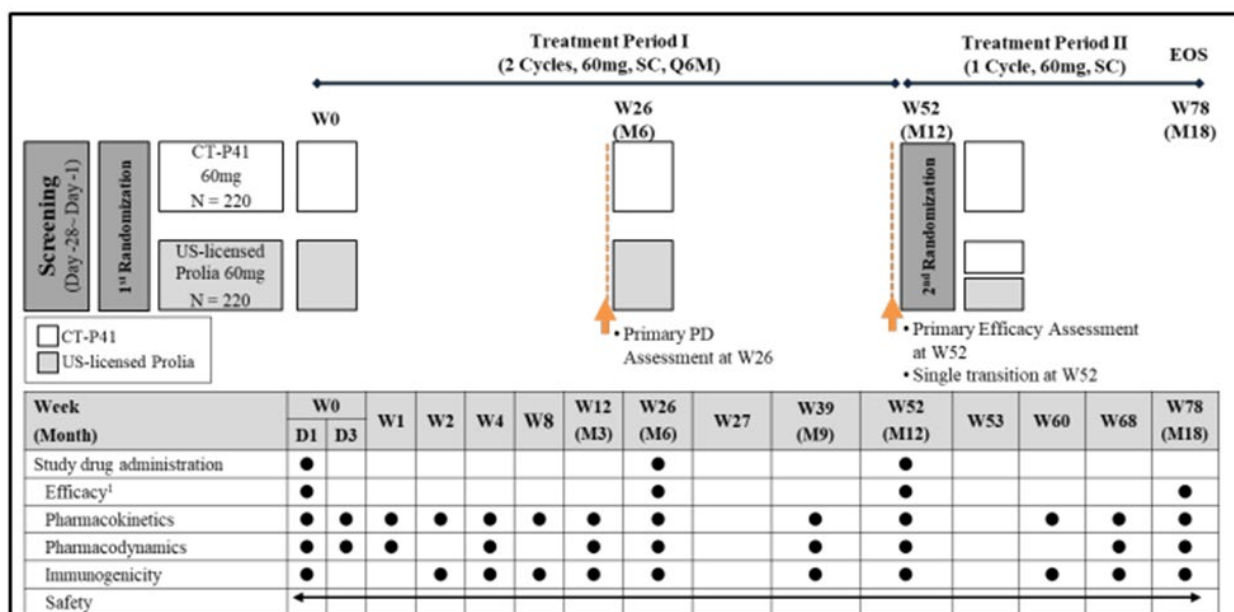 Treatment Period I
(2 Cycles, 60mg, SC, Q6M)
Treatment Period II
(1 Cycle, 60mg, SC)
EOS
W0
W26
(M6)
W52
(M12)
W78
(M18)
Screening
(Day -28~ Day -1)
1st Randomization
CT-P41
60mg
N = 220
US-licensed
Prolia 60mg
N = 220
2nd Randomization
CT-P41
US-licensed Prolia
• Primary PD
Assessment at W26
• Primary Efficacy Assessment
at W52
• Single transition at W52
Week
(Month)
W0
D1 D3
W1
W2
W4
W8
W12
(M3)
W26
(M6)
W27
W39
(M9)
W52
(M12)
W53
W60
W68
W78
(M18)
Study drug administration
Efficacy¹
Pharmacokinetics
Pharmacodynamics
Immunogenicity
Safety